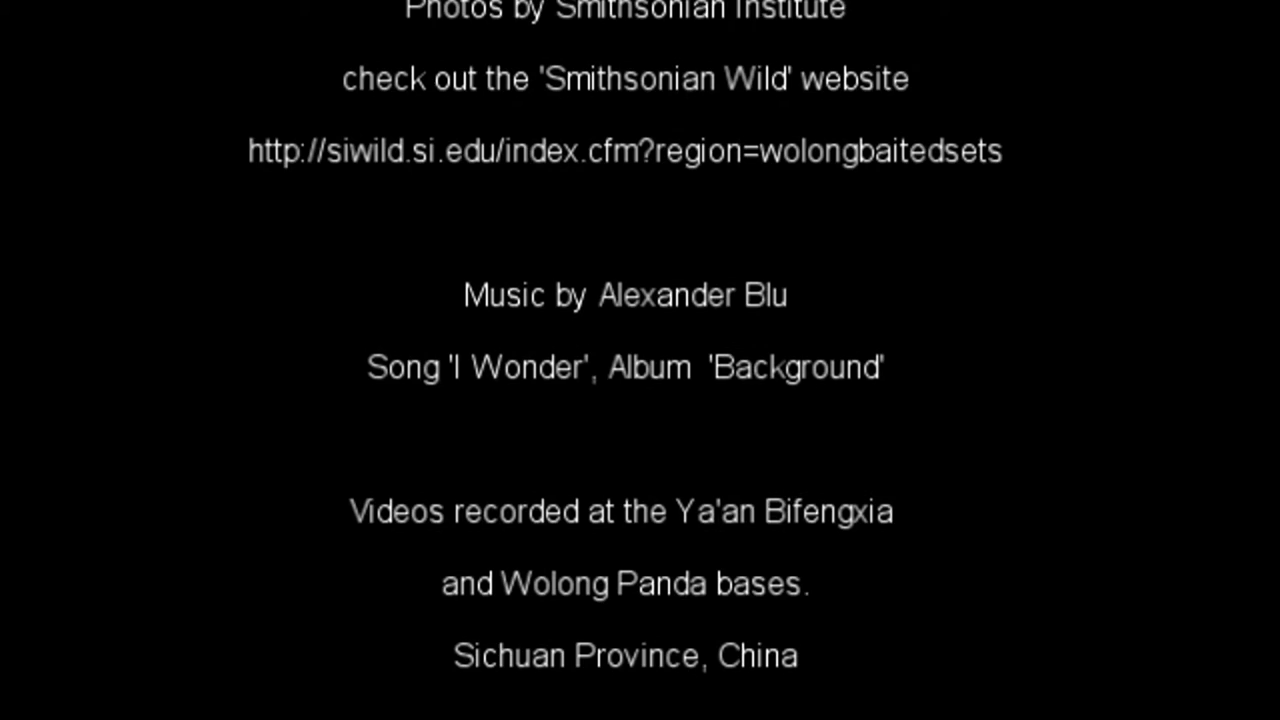 Photos by Smithsonian Institute
check out the 'Smithsonian Wild' website
http://siwild.si.edu/index.cfm?region=wolongbaitedsets
Music by Alexander Blu
Song 'I Wonder', Album 'Background'
Videos recorded at the Ya'an Bifengxia
and Wolong Panda bases.
Sichuan Province, China